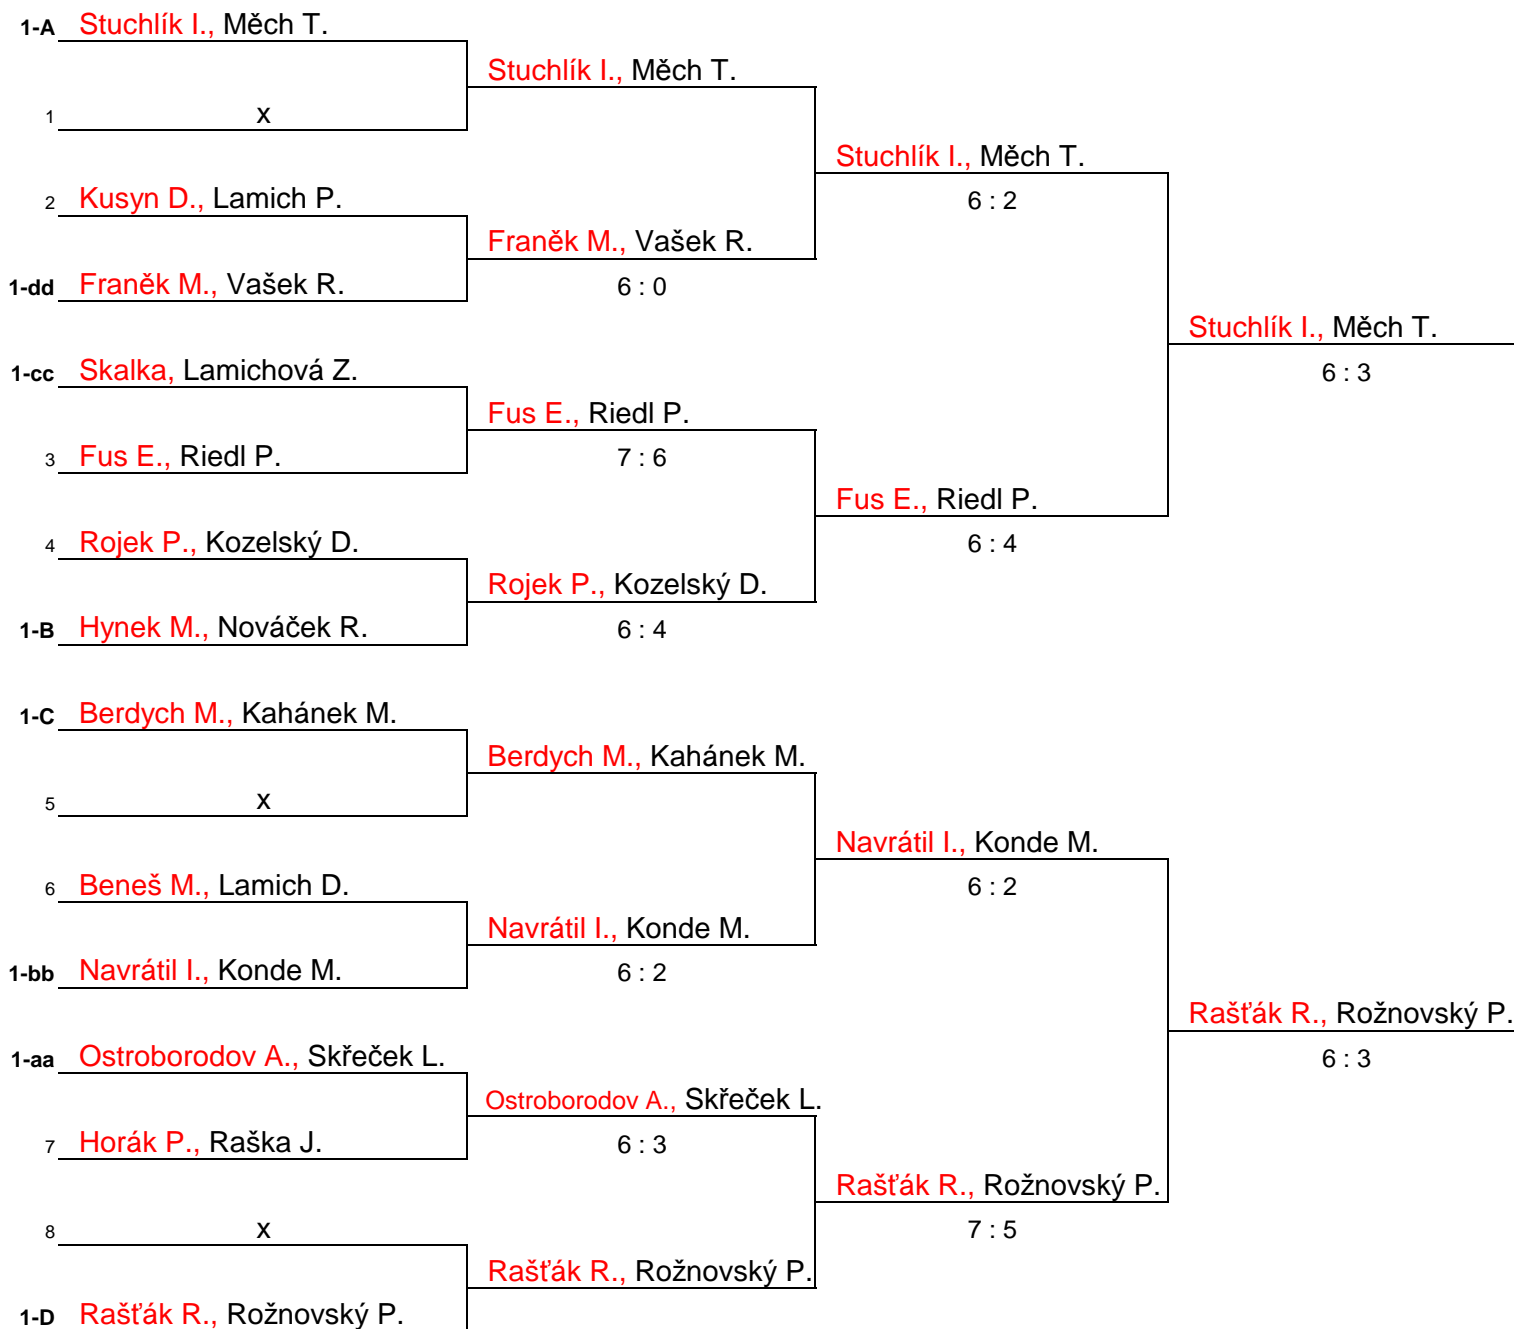 1-A Stuchlík I., Měch T.
Stuchlík I., Měch T.
1 x
Stuchlík I., Měch T.
6 : 2
2 Kusyn D., Lamich P.
Franěk M., Vašek R.
6 : 0
1-dd Franěk M., Vašek R.
Stuchlík I., Měch T.
6 : 3
1-cc Skalka, Lamichová Z.
Fus E., Riedl P.
7 : 6
3 Fus E., Riedl P.
Fus E., Riedl P.
6 : 4
4 Rojek P., Kozelský D.
Rojek P., Kozelský D.
6 : 4
1-B Hynek M., Nováček R.
1-C Berdych M., Kahánek M.
Berdych M., Kahánek M.
5 x
Navrátil I., Konde M.
6 : 2
6 Beneš M., Lamich D.
Navrátil I., Konde M.
6 : 2
1-bb Navrátil I., Konde M.
Rašťák R., Rožnovský P.
6 : 3
1-aa Ostroborodov A., Skřeček L.
Ostroborodov A., Skřeček L.
6 : 3
7 Horák P., Raška J.
Rašťák R., Rožnovský P.
7 : 5
8 x
Rašťák R., Rožnovský P.
1-D Rašťák R., Rožnovský P.